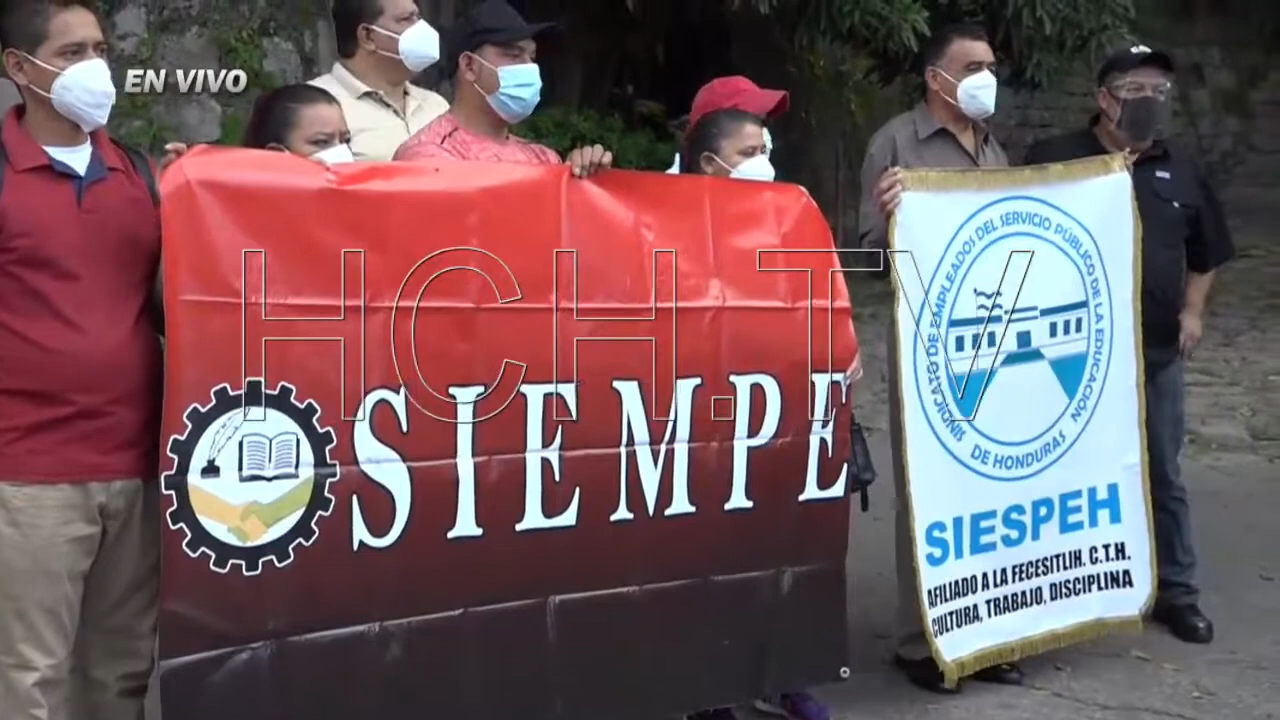 EN VIVO
HCH.TV
SIEMPE
SINDICATO DE EMPLEADOS DEL SERVICIO PÚBLICO DE LA EDUCACIÓN
DE HONDURAS
SIESPEH
AFILIADO A LA FECESITLIH. C.T.H.
CULTURA, TRABAJO, DISCIPLINA